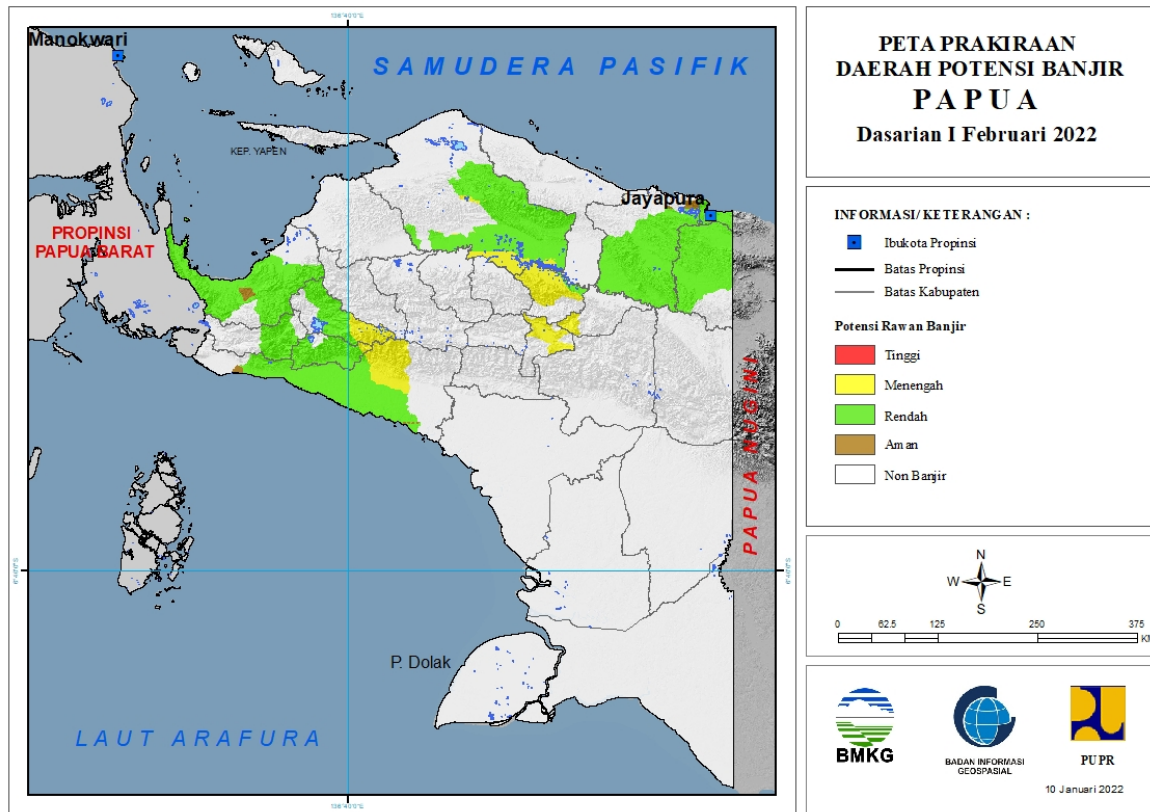 Manokwari
SAMUDERA PASIFIK
KEP. YAPEN
Jayapura
PROPINSI
PAPUA BARAT
PAPUA NUGINI
P. Dolak
LAUT ARAFURA
PETA PRAKIRAAN
DAERAH POTENSI BANJIR
PAPUA
Dasarian I Februari 2022
INFORMASI/ KETERANGAN :
Ibukota Propinsi
Batas Propinsi
Batas Kabupaten
Potensi Rawan Banjir
Tinggi
Menengah
Rendah
Aman
Non Banjir
N
W E
S
0 62.5 125 250 375
KM
BMKG
BADAN INFORMASI
GEOSPASIAL
PUPR
10 Januari 2022